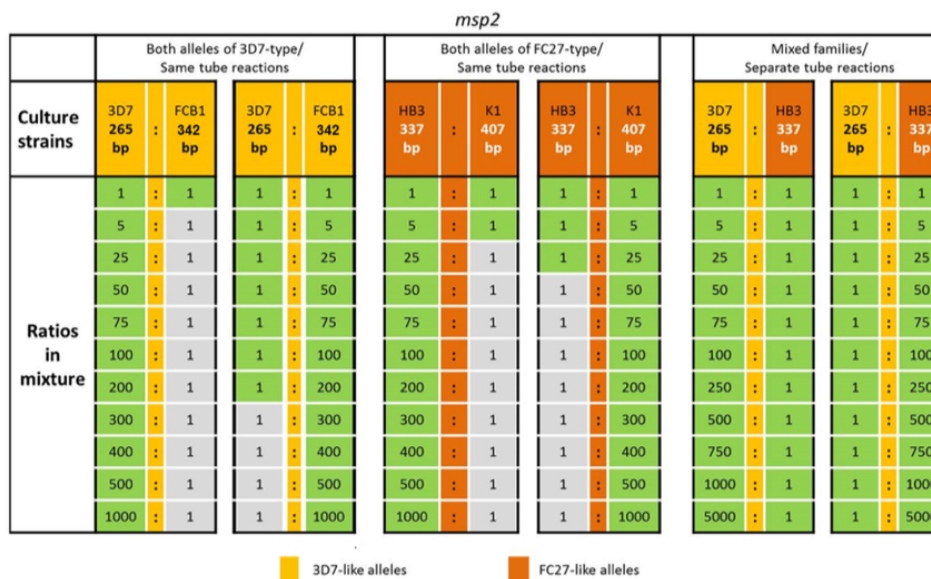 msp2
Both alleles of 3D7-type/ Both alleles of FC27-type/ Mixed families/
Same tube reactions Same tube reactions Separate tube reactions
Culture strains
3D7 265 bp : FCB1 342 bp 3D7 265 bp : FCB1 342 bp HB3 337 bp : K1 407 bp HB3 337 bp : K1 407 bp 3D7 265 bp : HB3 337 bp 3D7 265 bp : HB3 337 bp
Ratios in mixture
1 : 1 1 : 1 1 : 1 1 : 1 1 : 1 1 : 1
5 : 1 1 : 5 5 : 1 1 : 5 5 : 1 1 : 5
25 : 1 1 : 25 25 : 1 1 : 25 25 : 1 1 : 25
50 : 1 1 : 50 50 : 1 1 : 50 50 : 1 1 : 50
75 : 1 1 : 75 75 : 1 1 : 75 75 : 1 1 : 75
100 : 1 1 : 100 100 : 1 1 : 100 100 : 1 1 : 100
200 : 1 1 : 200 200 : 1 1 : 200 250 : 1 1 : 250
300 : 1 1 : 300 300 : 1 1 : 300 500 : 1 1 : 500
400 : 1 1 : 400 400 : 1 1 : 400 750 : 1 1 : 750
500 : 1 1 : 500 500 : 1 1 : 500 1000 : 1 1 : 1000
1000 : 1 1 : 1000 1000 : 1 1 : 1000 5000 : 1 1 : 5000
3D7-like alleles FC27-like alleles